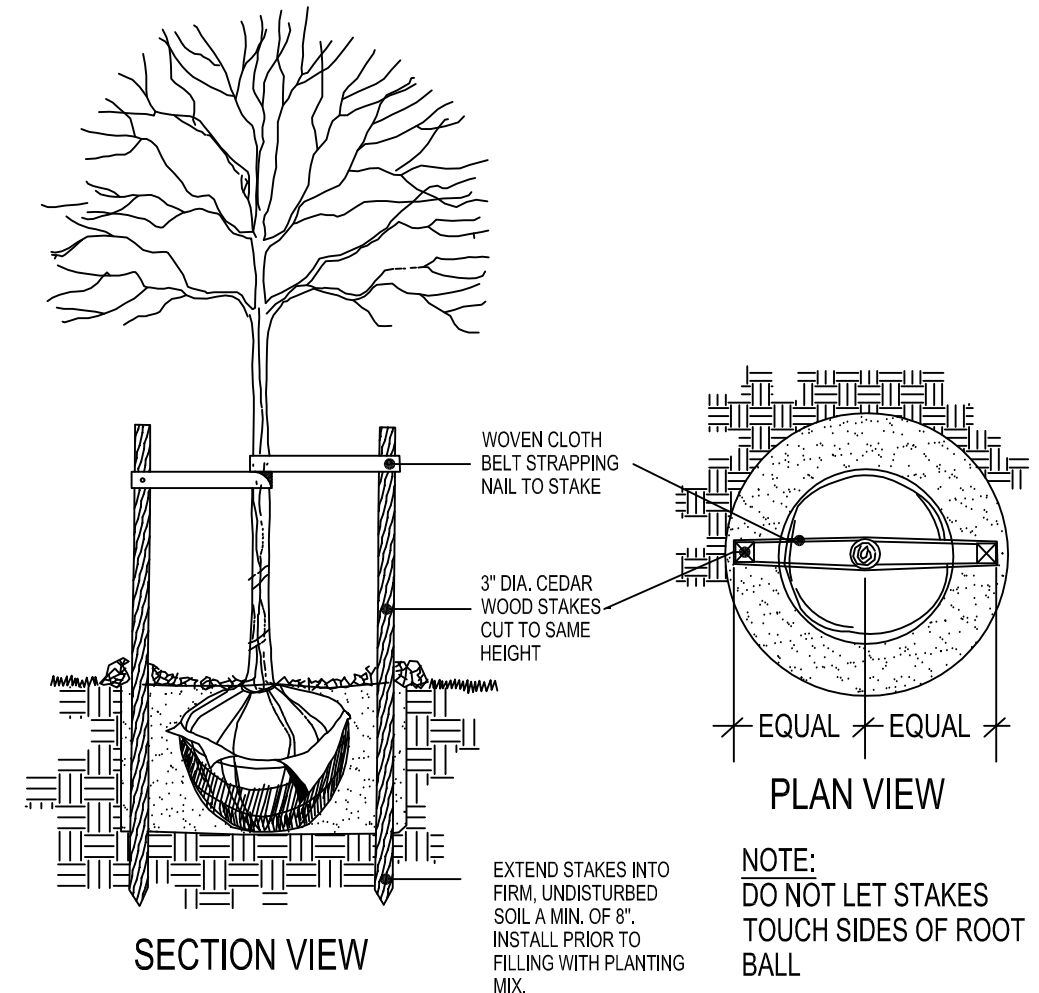 WOVEN CLOTH
BELT STRAPPING
NAIL TO STAKE
3" DIA. CEDAR
WOOD STAKES
CUT TO SAME
HEIGHT
EQUAL EQUAL
PLAN VIEW
EXTEND STAKES INTO
FIRM, UNDISTURBED
SOIL A MIN. OF 8".
INSTALL PRIOR TO
FILLING WITH PLANTING
MIX.
NOTE:
DO NOT LET STAKES
TOUCH SIDES OF ROOT
BALL
SECTION VIEW